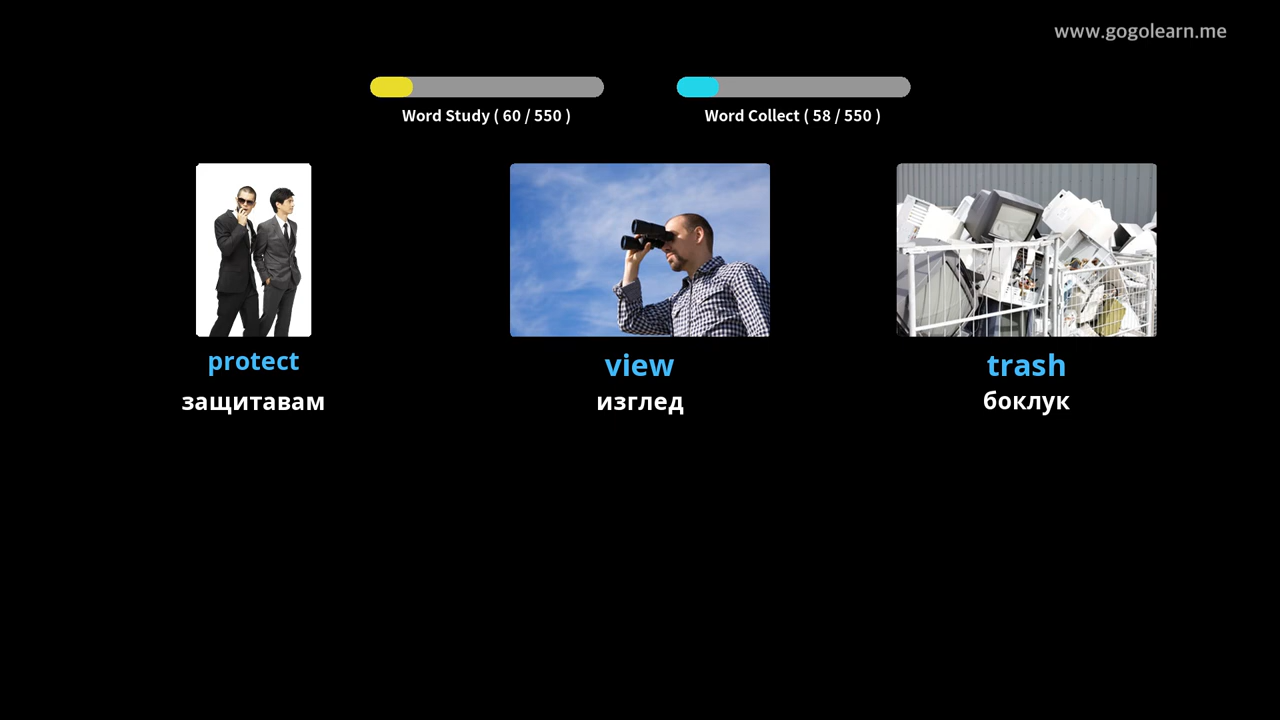 www.gogolearn.me
Word Study ( 60 / 550 )
Word Collect ( 58 / 550 )
protect
защитавам
view
изглед
trash
боклук